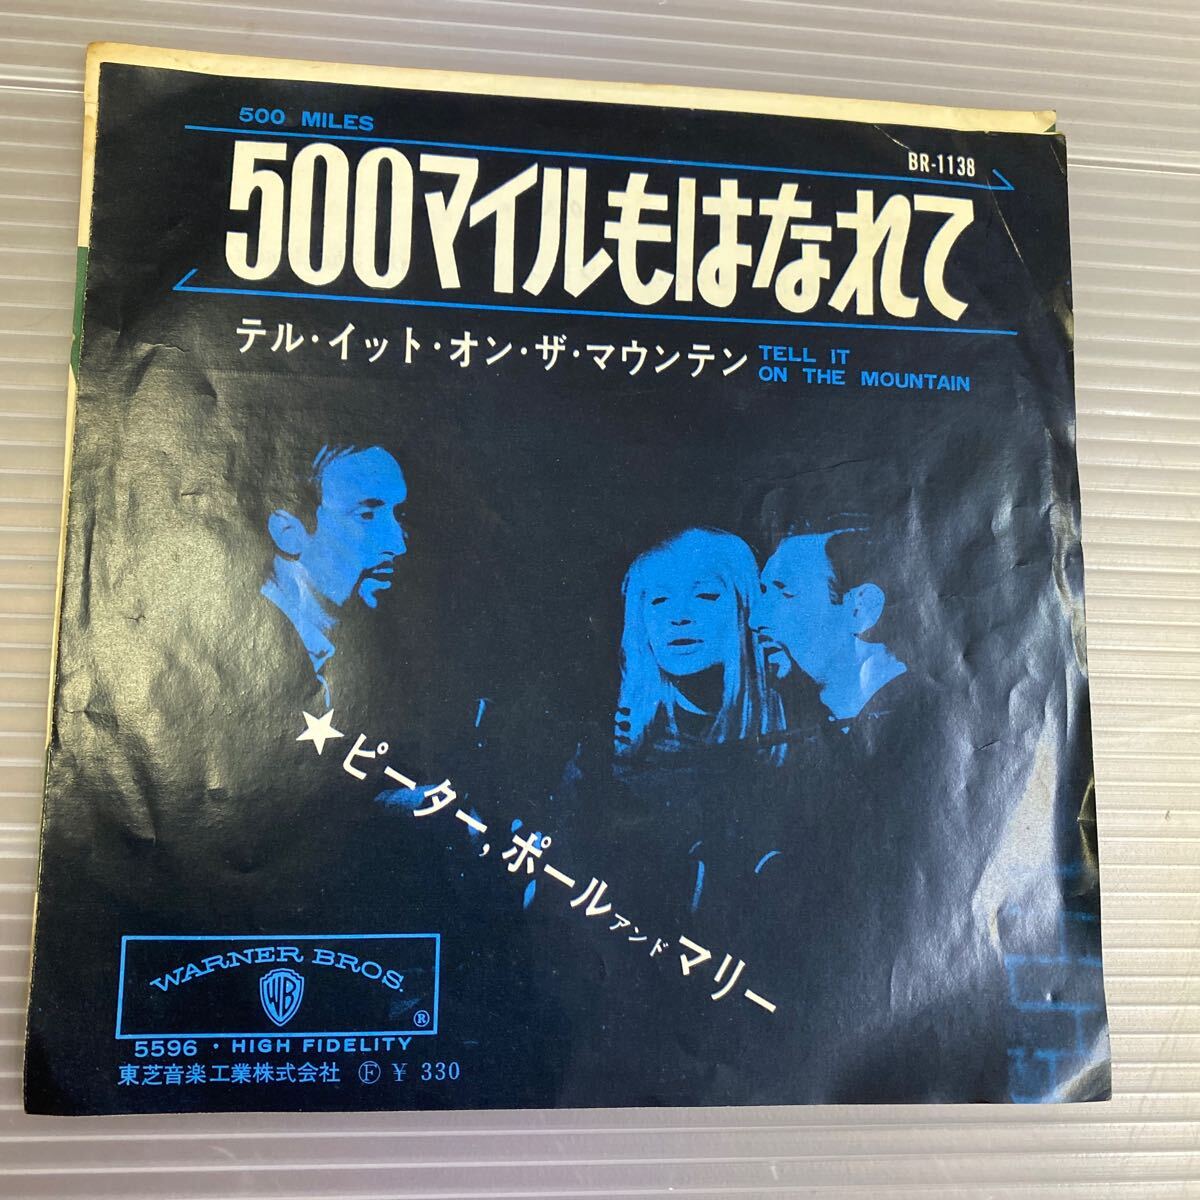 500 MILES
BR-1138
500マイルもはなれて
テル・イット・オン・ザ・マウンテン
TELL IT
ON THE MOUNTAIN
★ピーター,ポールアンドマリー
WARNER BROS.
WB
®
5596・HIGH FIDELITY
東芝音楽工業株式会社 Ⓕ ¥ 330